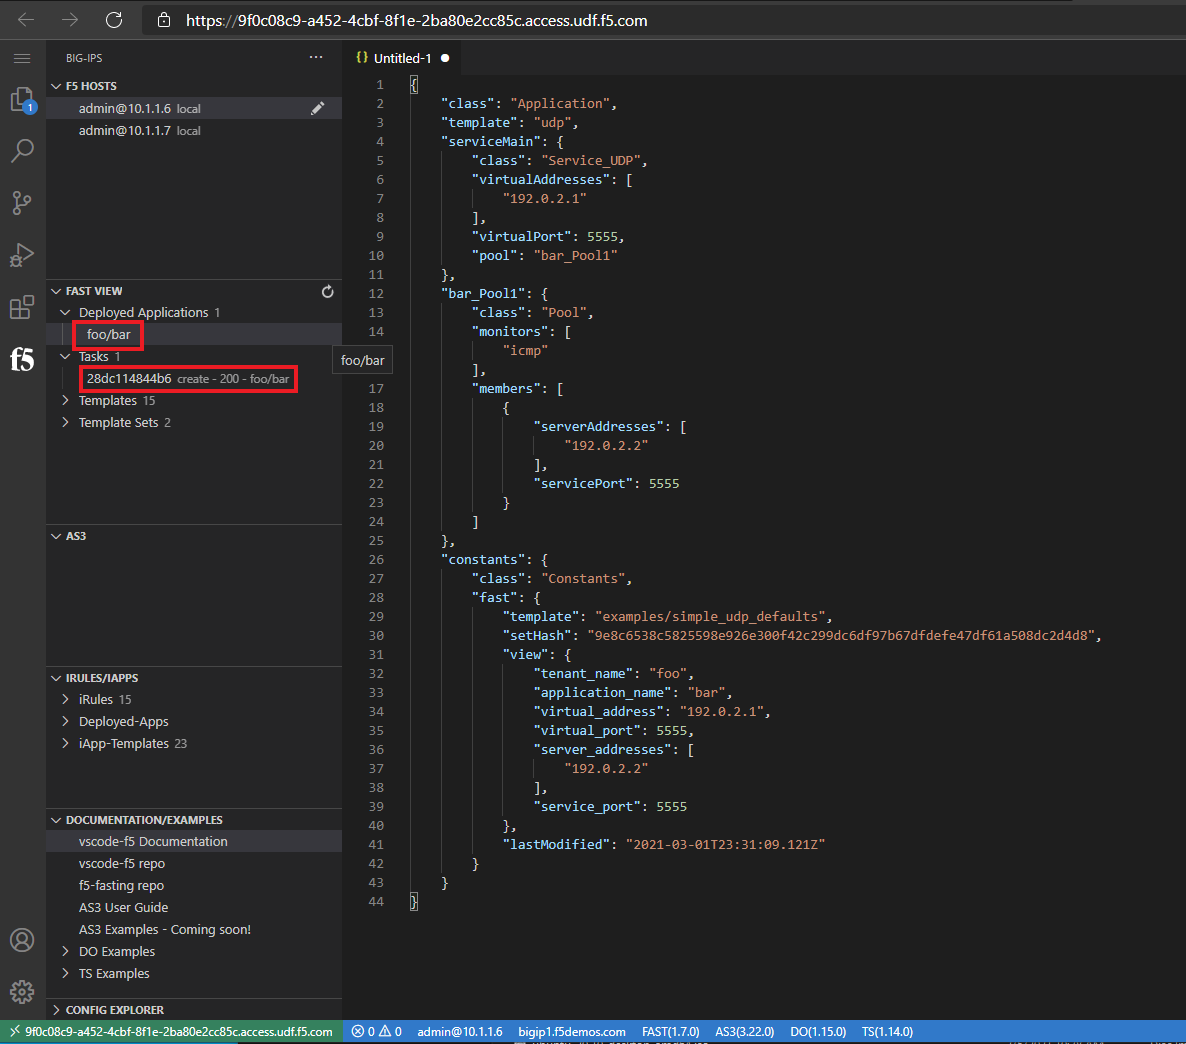 https://9f0c08c9-a452-4cbf-8f1e-2ba80e2cc85c.access.udf.f5.com
BIG-IPS
F5 HOSTS
admin@10.1.1.6 local
admin@10.1.1.7 local
1
f5
FAST VIEW
Deployed Applications 1
foo/bar
Tasks 1
foo/bar
28dc114844b6 create - 200 - foo/bar
Templates 15
Template Sets 2
AS3
IRULES/IAPPS
iRules 15
Deployed-Apps
iApp-Templates 23
DOCUMENTATION/EXAMPLES
vscode-f5 Documentation
vscode-f5 repo
f5-fasting repo
AS3 User Guide
AS3 Examples - Coming soon!
DO Examples
TS Examples
CONFIG EXPLORER
{} Untitled-1
1 {
2 "class": "Application",
3 "template": "udp",
4 "serviceMain": {
5 "class": "Service_UDP",
6 "virtualAddresses": [
7 "192.0.2.1"
8 ],
9 "virtualPort": 5555,
10 "pool": "bar_Pool1"
11 },
12 "bar_Pool1": {
13 "class": "Pool",
14 "monitors": [
"icmp"
],
17 "members": [
18 {
19 "serverAddresses": [
20 "192.0.2.2"
21 ],
22 "servicePort": 5555
23 }
24 ]
25 },
26 "constants": {
27 "class": "Constants",
28 "fast": {
29 "template": "examples/simple_udp_defaults",
30 "setHash": "9e8c6538c5825598e926e300f42c299dc6df97b67dfdefe47df61a508dc2d4d8",
31 "view": {
32 "tenant_name": "foo",
33 "application_name": "bar",
34 "virtual_address": "192.0.2.1",
35 "virtual_port": 5555,
36 "server_addresses": [
37 "192.0.2.2"
38 ],
39 "service_port": 5555
40 },
41 "lastModified": "2021-03-01T23:31:09.121Z"
42 }
43 }
44 }
9f0c08c9-a452-4cbf-8f1e-2ba80e2cc85c.access.udf.f5.com 0 0 admin@10.1.1.6 bigip1.f5demos.com FAST(1.7.0) AS3(3.22.0) DO(1.15.0) TS(1.14.0)